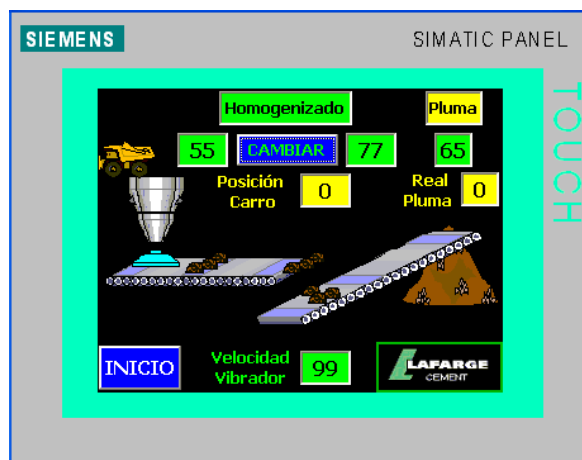 SIEMENS
SIMATIC PANEL
TOUCH
Homogenizado
Pluma
55
CAMBIAR
77
65
Posición
Carro
0
Real
Pluma
0
INICIO
Velocidad
Vibrador
99
LAFARGE
CEMENT